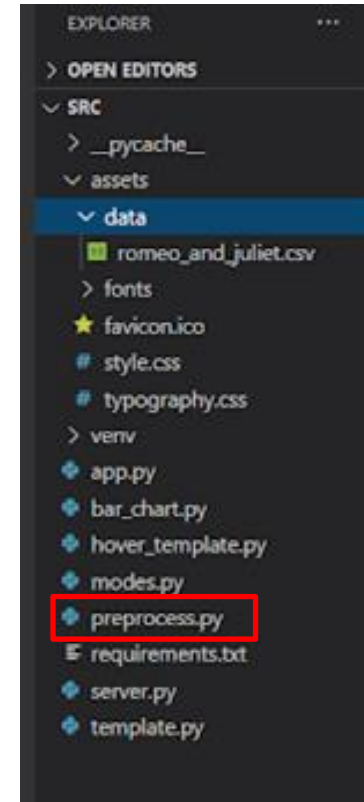 EXPLORER ...
> OPEN EDITORS
SRC
> __pycache__
assets
data
romeo_and_juliet.csv
> fonts
favicon.ico
# style.css
# typography.css
> venv
app.py
bar_chart.py
hover_template.py
modes.py
preprocess.py
requirements.txt
server.py
template.py